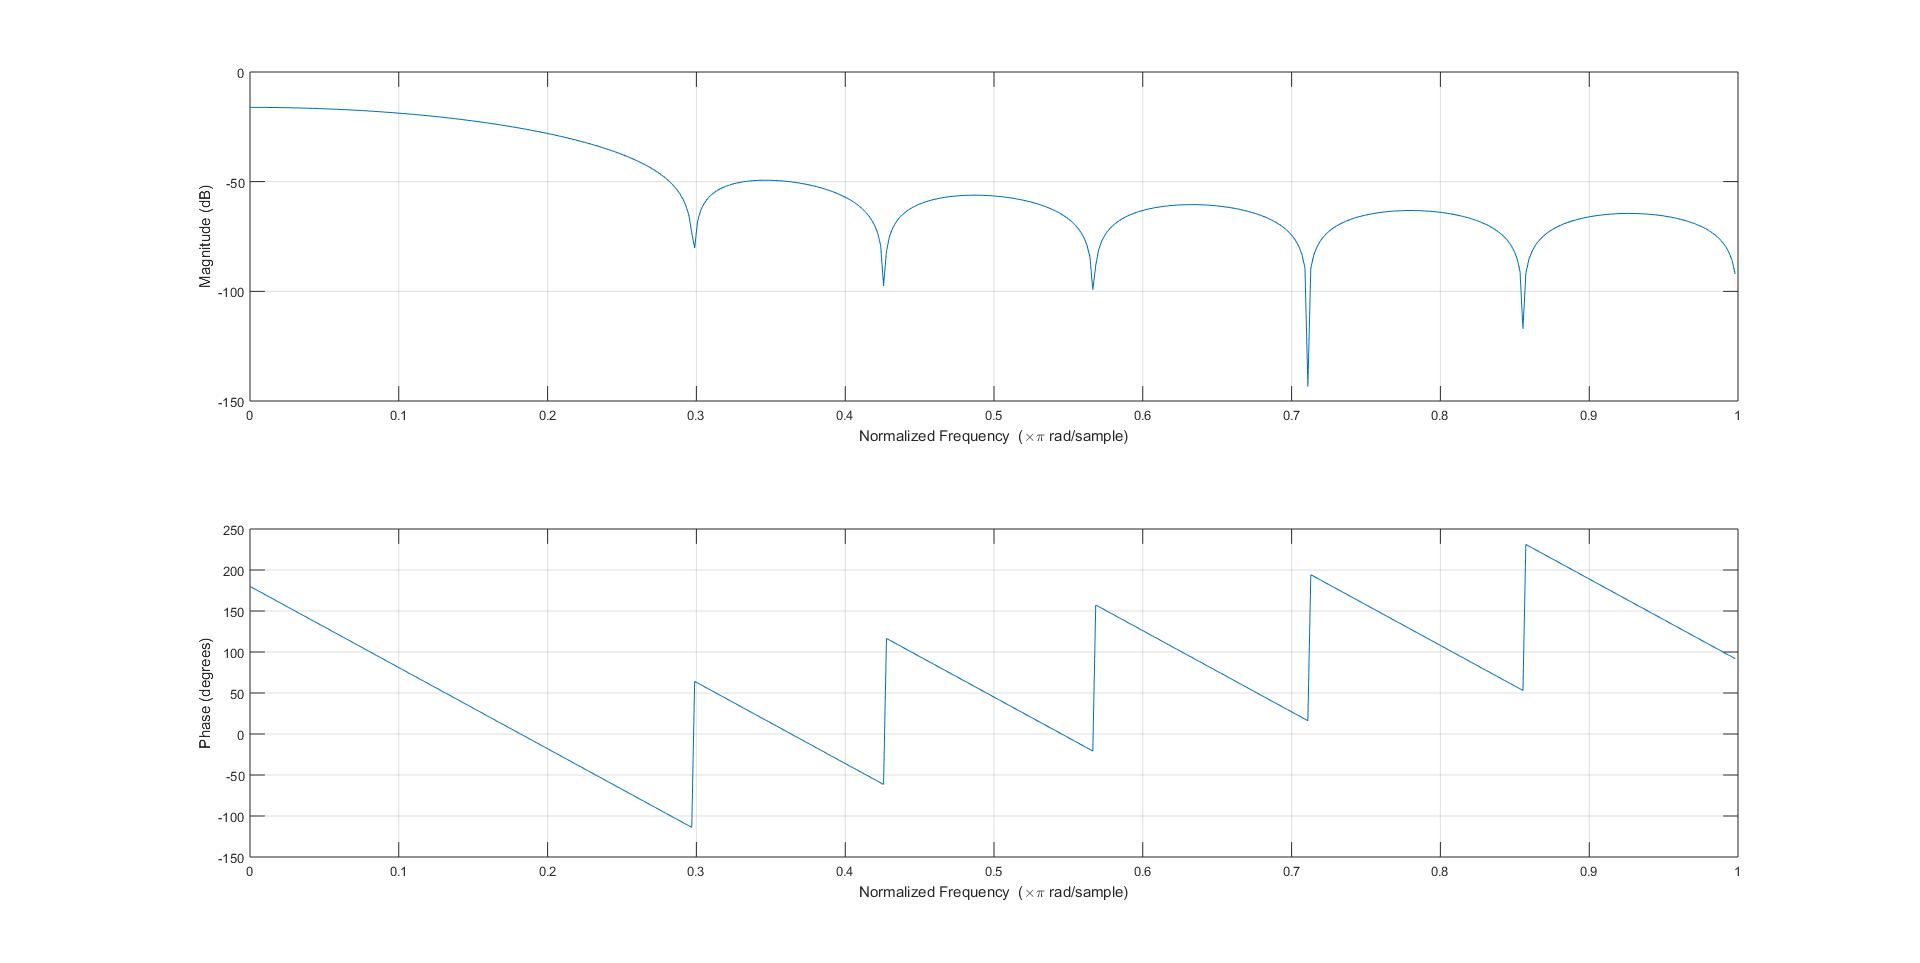 0
-50
-100
-150
Magnitude (dB)
0 0.1 0.2 0.3 0.4 0.5 0.6 0.7 0.8 0.9 1
Normalized Frequency (×π rad/sample)
250
200
150
100
50
0
-50
-100
-150
Phase (degrees)
0 0.1 0.2 0.3 0.4 0.5 0.6 0.7 0.8 0.9 1
Normalized Frequency (×π rad/sample)